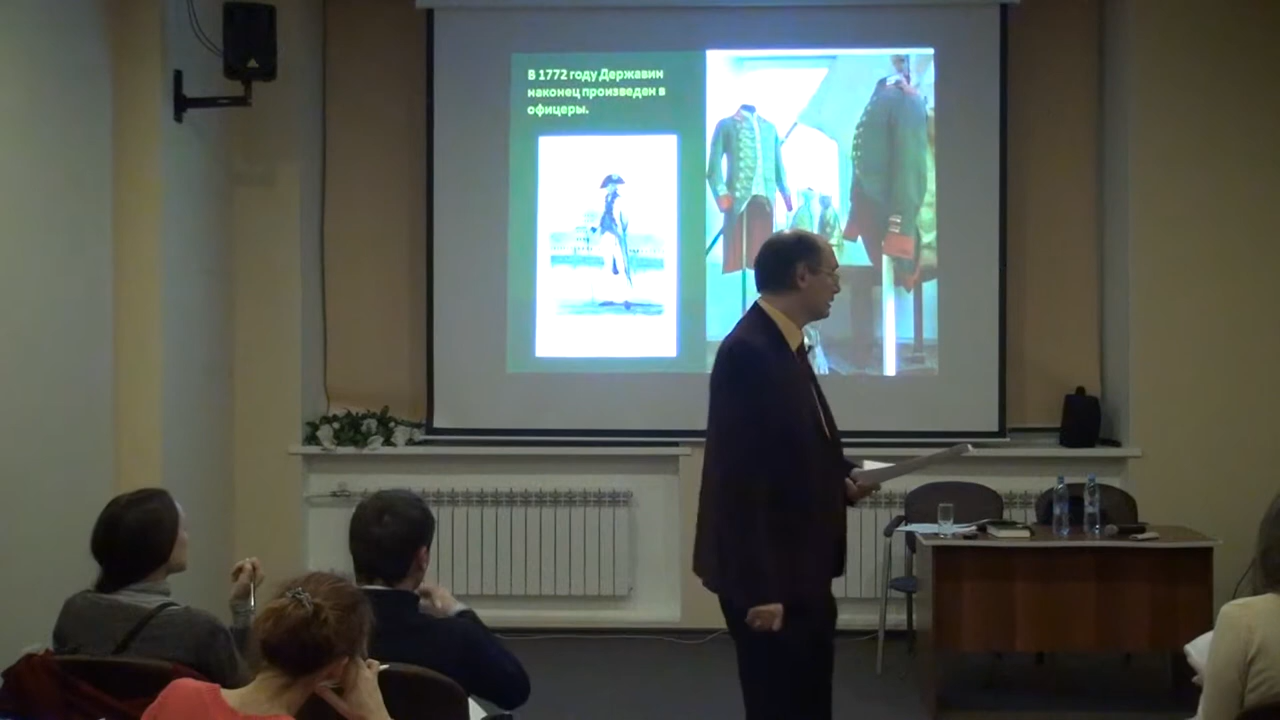 В 1772 году Державин
наконец произведен в
офицеры.